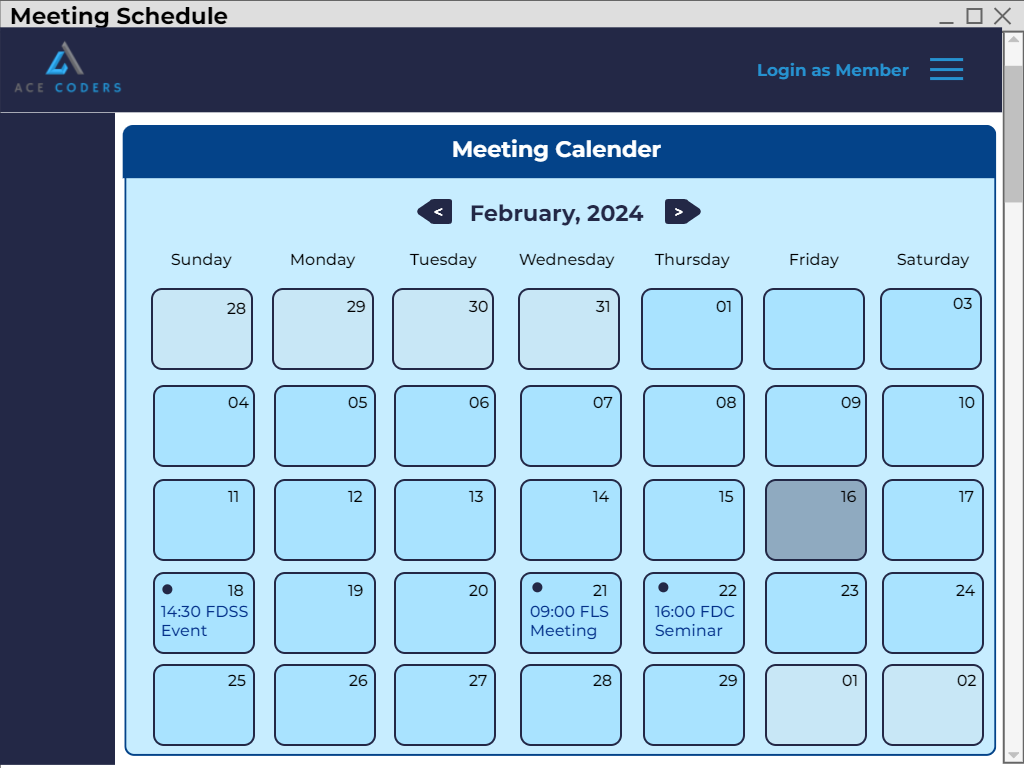 Meeting Schedule
ACE CODERS
Login as Member
Meeting Calender
< February, 2024 >
Sunday Monday Tuesday Wednesday Thursday Friday Saturday
28 29 30 31 01 03
04 05 06 07 08 09 10
11 12 13 14 15 16 17
18 19 20 21 22 23 24
14:30 FDSS 09:00 FLS 16:00 FDC
Event Meeting Seminar
25 26 27 28 29 01 02